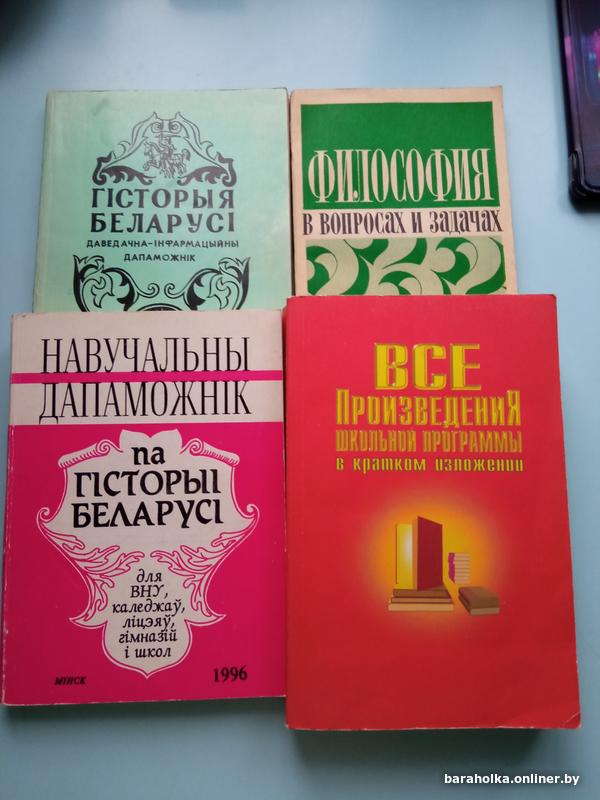 ГІСТОРЫЯ
БЕЛАРУСІ
ДАВЕДАЧНА-ІНФАРМАЦЫЙНЫ
ДАПАМОЖНІК
ФИЛОСОФИЯ
В ВОПРОСАХ И ЗАДАЧАХ
НАВУЧАЛЬНЫ
ДАПАМОЖНІК
па
ГІСТОРЫІ
БЕЛАРУСІ
для
ВНУ,
каледжаў,
ліцэяў,
гімназій
і школ
МІНСК
1996
ВСЕ
ПРОИЗВЕДЕНИЯ
ШКОЛЬНОЙ ПРОГРАММЫ
В КРАТКОМ ИЗЛОЖЕНИИ
baraholka.onliner.by